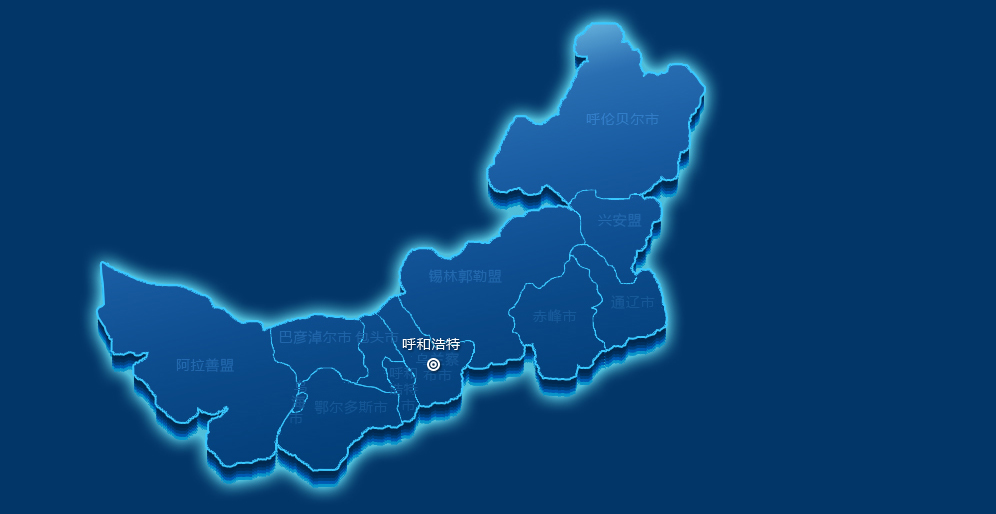 呼伦贝尔市
兴安盟
锡林郭勒盟
通辽市
赤峰市
巴彦淖尔市
包头市
呼和浩特
阿拉善盟
鄂尔多斯市